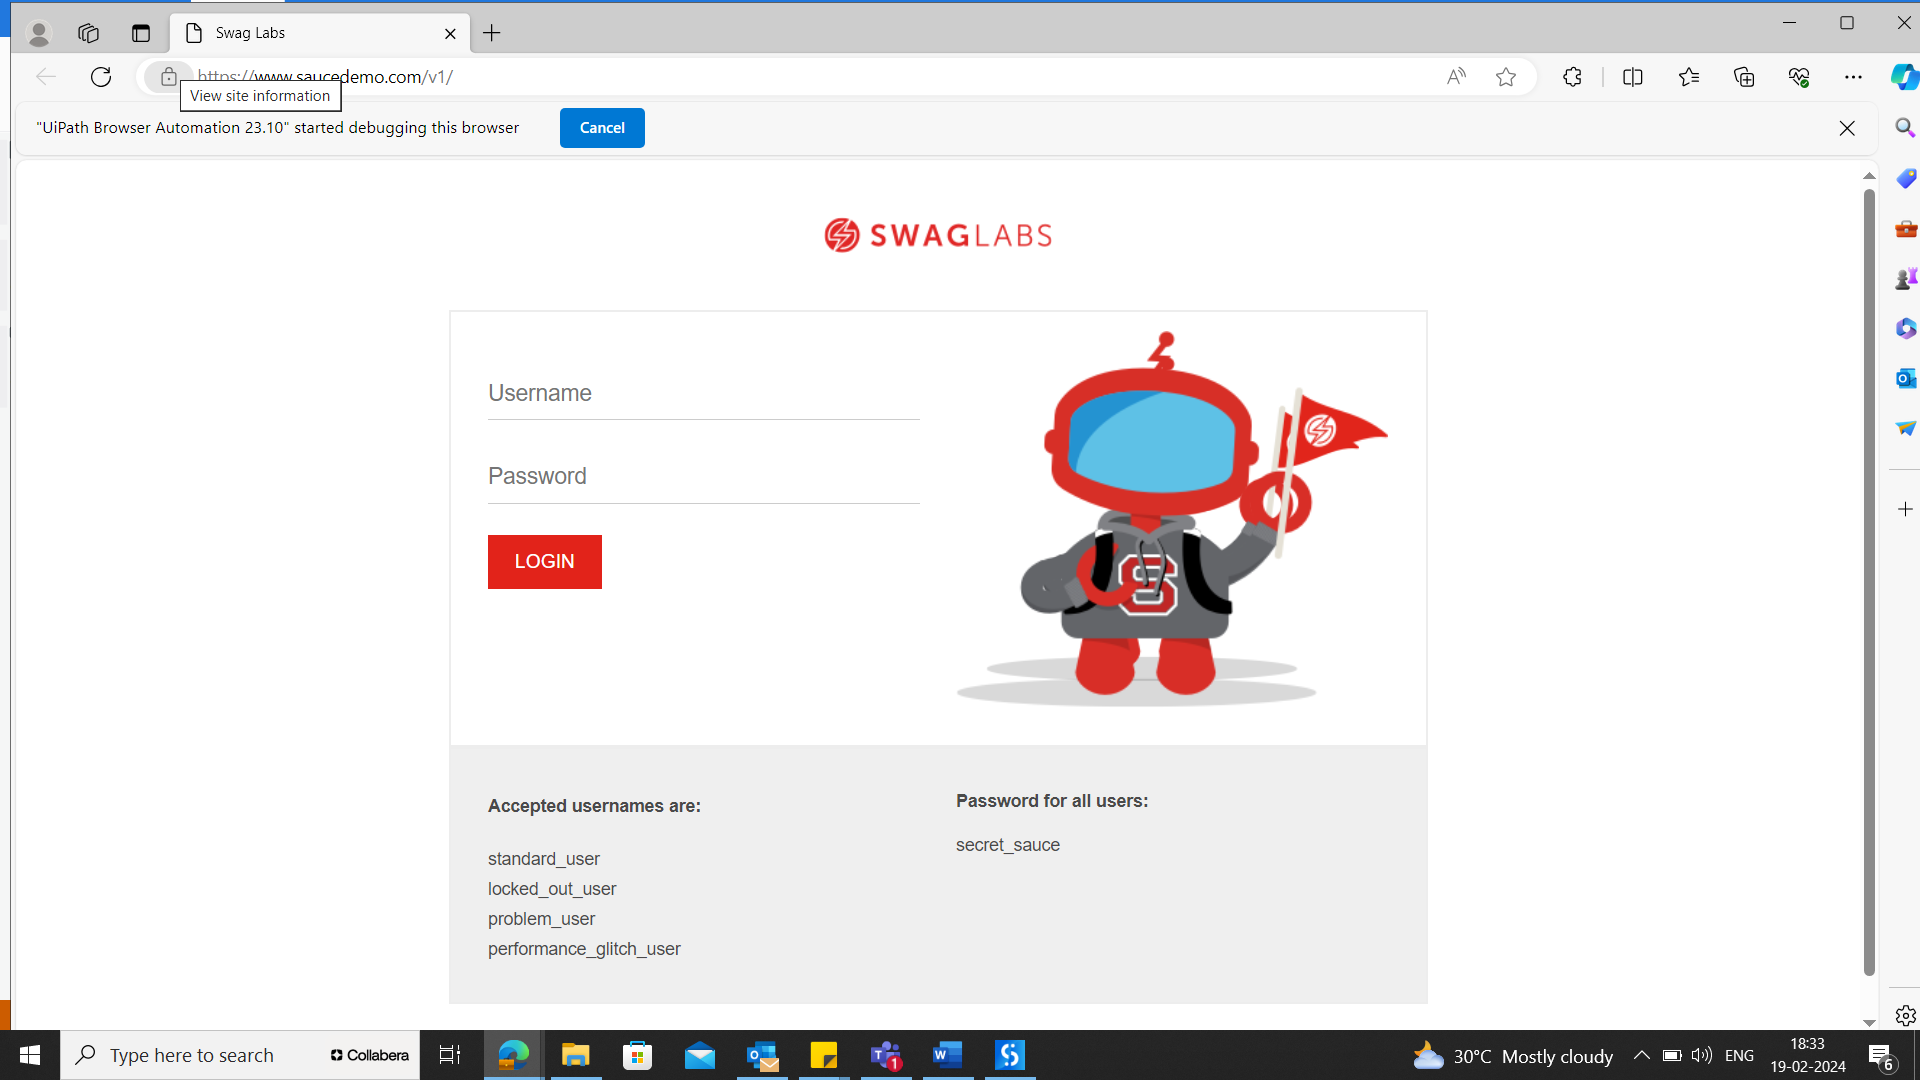 Swag Labs
https://www.saucedemo.com/v1/
View site information
"UiPath Browser Automation 23.10" started debugging this browser
Cancel
SWAGLABS
Username
Password
LOGIN
S
Accepted usernames are:
standard_user
locked_out_user
problem_user
performance_glitch_user
Password for all users:
secret_sauce
Type here to search
Collabera
1
30°C Mostly cloudy
ENG
18:33
19-02-2024
6